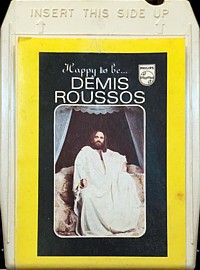 INSERT THIS SIDE UP
Happy to be...
DEMIS
ROUSSOS
PHILIPS